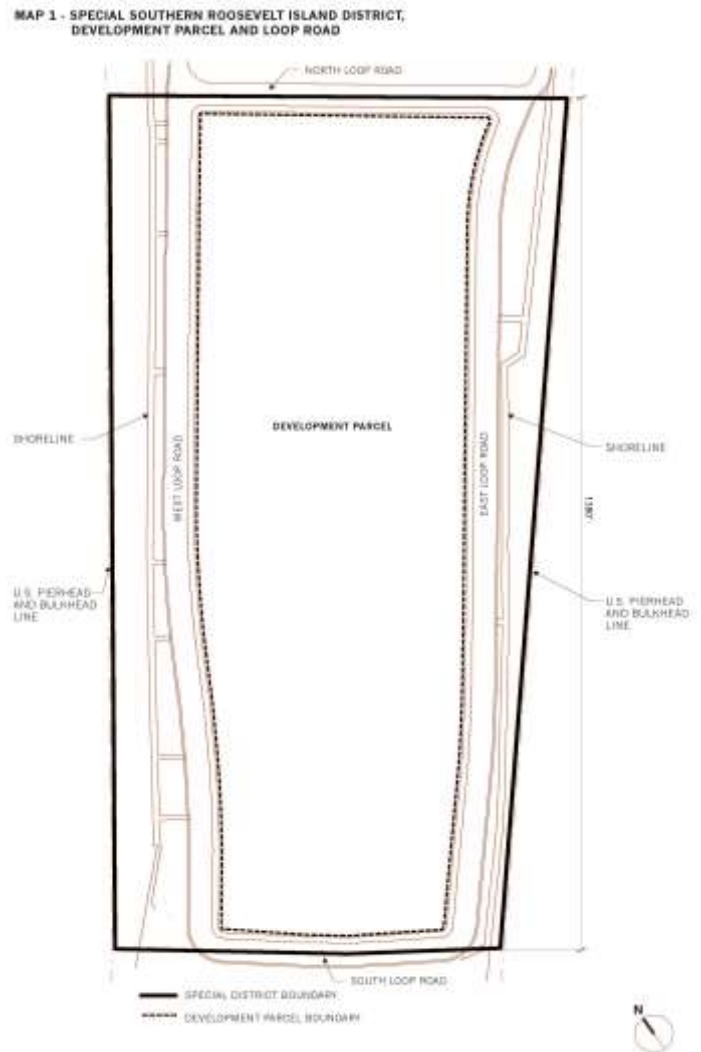 MAP 1 - SPECIAL SOUTHERN ROOSEVELT ISLAND DISTRICT,
DEVELOPMENT PARCEL AND LOOP ROAD
NORTH LOOP ROAD
DEVELOPMENT PARCEL
SHORELINE
WEST LOOP ROAD
EAST LOOP ROAD
SHORELINE
1380'
U.S. PIERHEAD
AND BULKHEAD
LINE
U.S. PIERHEAD
AND BULKHEAD
LINE
SOUTH LOOP ROAD
SPECIAL DISTRICT BOUNDARY
DEVELOPMENT PARCEL BOUNDARY
N